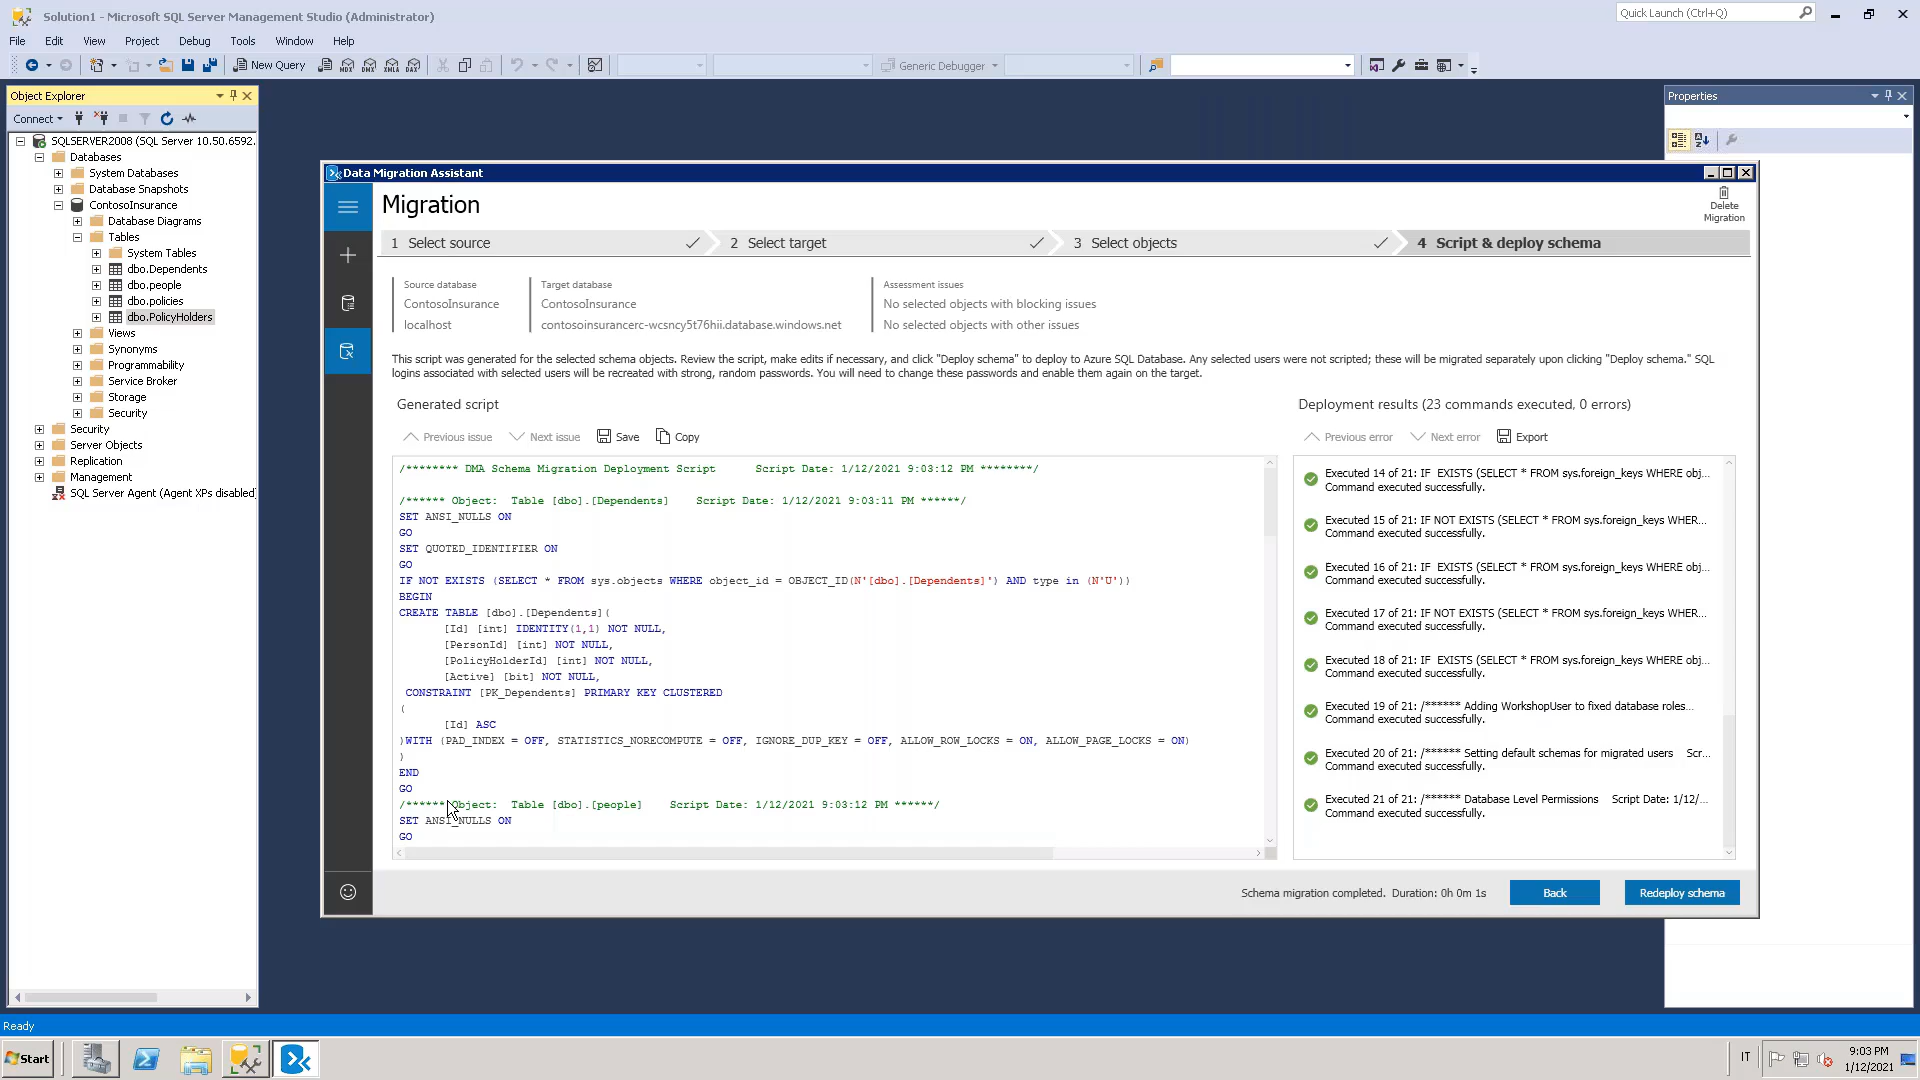 Solution1 - Microsoft SQL Server Management Studio (Administrator)
Quick Launch (Ctrl+Q)
File Edit View Project Debug Tools Window Help
New Query
MDX DMX XMLA DAX
Generic Debugger
Object Explorer
Connect
SQLSERVER2008 (SQL Server 10.50.6592.
Databases
System Databases
Database Snapshots
ContosoInsurance
Database Diagrams
Tables
System Tables
dbo.Dependents
dbo.people
dbo.policies
dbo.PolicyHolders
Views
Synonyms
Programmability
Service Broker
Storage
Security
Security
Server Objects
Replication
Management
SQL Server Agent (Agent XPs disabled)
Properties
Data Migration Assistant
Migration
Delete
Migration
1 Select source
2 Select target
3 Select objects
4 Script & deploy schema
Source database
ContosoInsurance
localhost
Target database
ContosoInsurance
contosoinsurancerc-wcsncy5t76hii.database.windows.net
Assessment issues
No selected objects with blocking issues
No selected objects with other issues
This script was generated for the selected schema objects. Review the script, make edits if necessary, and click "Deploy schema" to deploy to Azure SQL Database. Any selected users were not scripted; these will be migrated separately upon clicking "Deploy schema." SQL
logins associated with selected users will be recreated with strong, random passwords. You will need to change these passwords and enable them again on the target.
Generated script
Previous issue Next issue Save Copy
/******** DMA Schema Migration Deployment Script Script Date: 1/12/2021 9:03:12 PM ********/
/****** Object: Table [dbo].[Dependents] Script Date: 1/12/2021 9:03:11 PM ******/
SET ANSI_NULLS ON
GO
SET QUOTED_IDENTIFIER ON
GO
IF NOT EXISTS (SELECT * FROM sys.objects WHERE object_id = OBJECT_ID(N'[dbo].[Dependents]') AND type in (N'U'))
BEGIN
CREATE TABLE [dbo].[Dependents](
[Id] [int] IDENTITY(1,1) NOT NULL,
[PersonId] [int] NOT NULL,
[PolicyHolderId] [int] NOT NULL,
[Active] [bit] NOT NULL,
CONSTRAINT [PK_Dependents] PRIMARY KEY CLUSTERED
(
[Id] ASC
)WITH (PAD_INDEX = OFF, STATISTICS_NORECOMPUTE = OFF, IGNORE_DUP_KEY = OFF, ALLOW_ROW_LOCKS = ON, ALLOW_PAGE_LOCKS = ON)
)
END
GO
/****** Object: Table [dbo].[people] Script Date: 1/12/2021 9:03:12 PM ******/
SET ANSI_NULLS ON
GO
Deployment results (23 commands executed, 0 errors)
Previous error Next error Export
Executed 14 of 21: IF EXISTS (SELECT * FROM sys.foreign_keys WHERE obj...
Command executed successfully.
Executed 15 of 21: IF NOT EXISTS (SELECT * FROM sys.foreign_keys WHER...
Command executed successfully.
Executed 16 of 21: IF EXISTS (SELECT * FROM sys.foreign_keys WHERE obj...
Command executed successfully.
Executed 17 of 21: IF NOT EXISTS (SELECT * FROM sys.foreign_keys WHER...
Command executed successfully.
Executed 18 of 21: IF EXISTS (SELECT * FROM sys.foreign_keys WHERE obj...
Command executed successfully.
Executed 19 of 21: /****** Adding WorkshopUser to fixed database roles...
Command executed successfully.
Executed 20 of 21: /****** Setting default schemas for migrated users Scr...
Command executed successfully.
Executed 21 of 21: /****** Database Level Permissions Script Date: 1/12/...
Command executed successfully.
Schema migration completed. Duration: 0h 0m 1s
Back
Redeploy schema
Ready
Start
IT
9:03 PM
1/12/2021